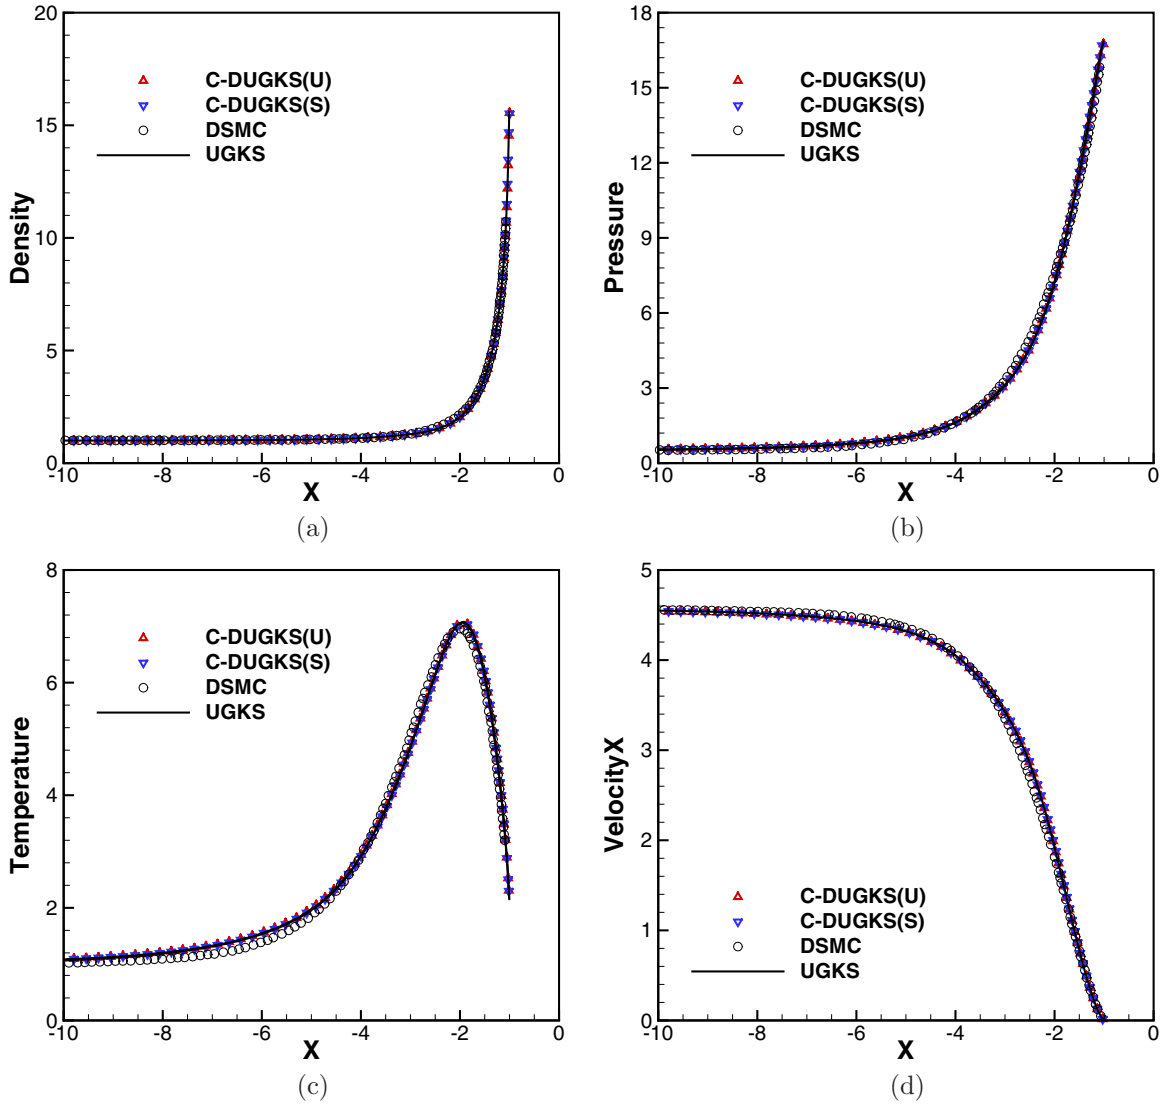 20
15
10
5
0
Density
C-DUGKS(U)
C-DUGKS(S)
DSMC
UGKS
-10 -8 -6 -4 -2 0
X
(a)
18
15
12
9
6
3
0
Pressure
C-DUGKS(U)
C-DUGKS(S)
DSMC
UGKS
-10 -8 -6 -4 -2 0
X
(b)
8
6
4
2
0
Temperature
C-DUGKS(U)
C-DUGKS(S)
DSMC
UGKS
-10 -8 -6 -4 -2 0
X
(c)
5
4
3
2
1
0
VelocityX
C-DUGKS(U)
C-DUGKS(S)
DSMC
UGKS
-10 -8 -6 -4 -2 0
X
(d)